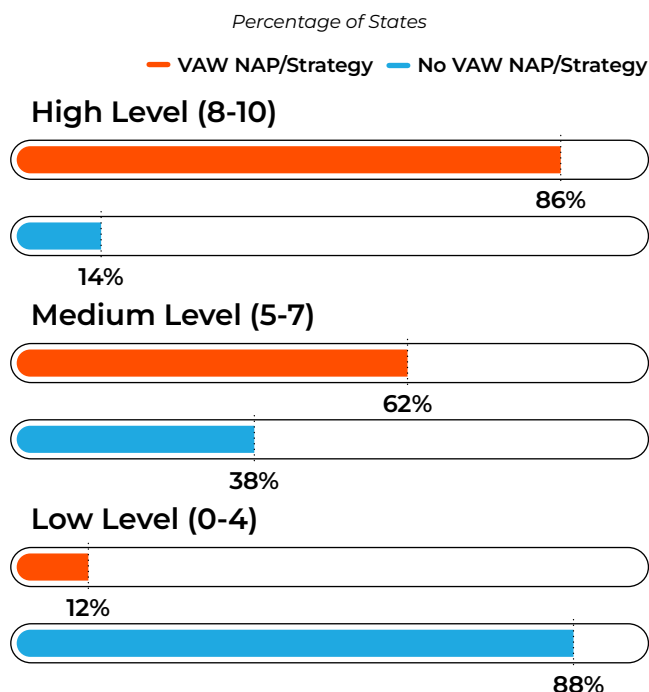 Percentage of States
VAW NAP/Strategy No VAW NAP/Strategy
High Level (8-10)
86%
14%
Medium Level (5-7)
62%
38%
Low Level (0-4)
12%
88%